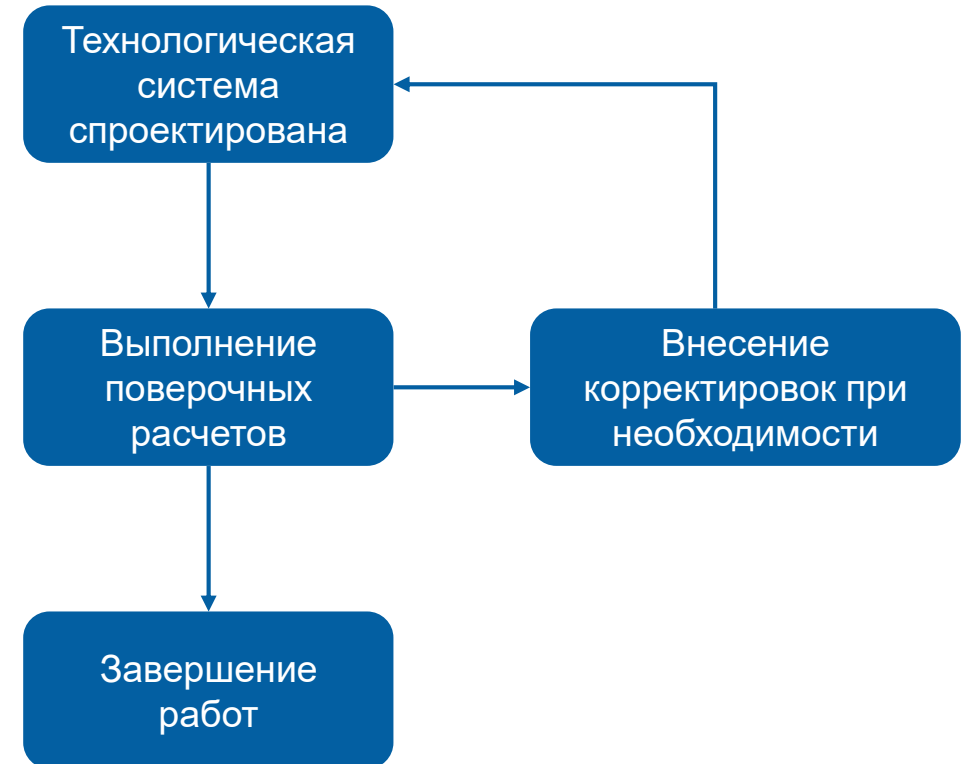 Технологическая
система
спроектирована
Выполнение
поверочных
расчетов
Внесение
корректировок при
необходимости
Завершение
работ